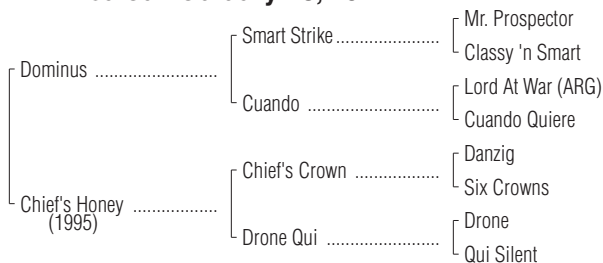 Mr. Prospector
Smart Strike
Classy 'n Smart
Dominus
Lord At War (ARG)
Cuando
Cuando Quiere
Danzig
Chief's Crown
Six Crowns
Chief's Honey
(1995)
Drone
Drone Qui
Qui Silent